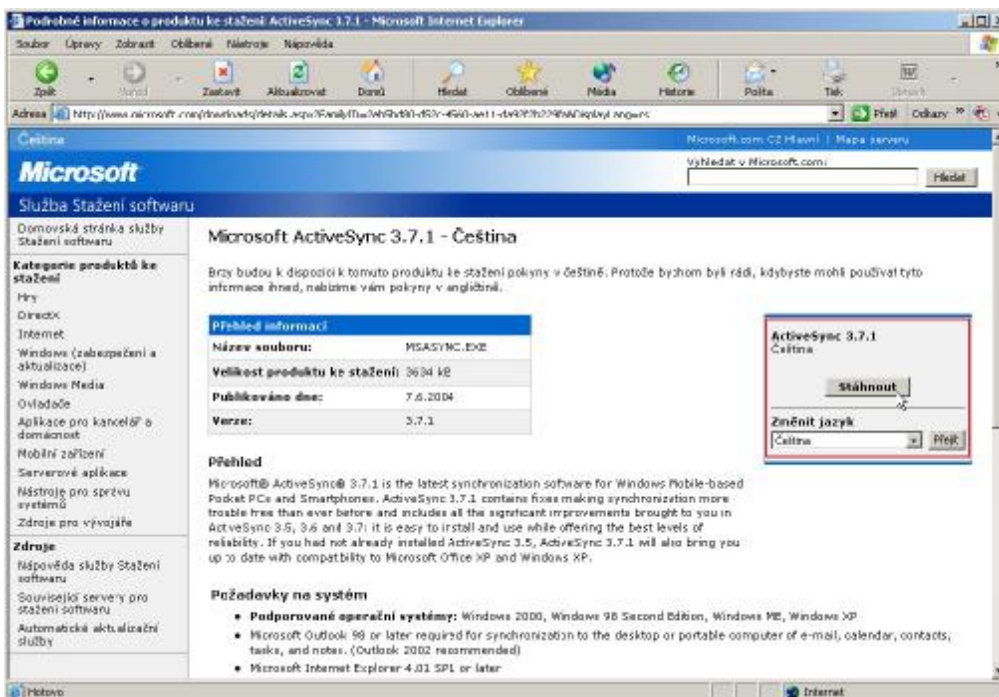 Podrobné informace o produktu ke stažení: ActiveSync 3.7.1 - Microsoft Internet Explorer
Soubor Úpravy Zobrazit Oblíbené Nástroje Nápověda
Zpět Vpřed Zastavit Aktualizovat Domů Hledat Oblíbené Média Historie Pošta Tisk
Adresa Přejít Odkazy »
Čeština
Microsoft.com CZ Hlavní | Mapa serveru
Microsoft
Vyhledat v Microsoft.com:
Hledat
Služba Stažení softwaru
Domovská stránka služby
Stažení softwaru
Kategorie produktů ke
stažení
Hry
DirectX
Internet
Windows (zabezpečení a
aktualizace)
Windows Media
Ovladače
Aplikace pro kancelář a
domácnost
Mobilní zařízení
Serverové aplikace
Nástroje pro správu
systémů
Zdroje pro vývojáře
Zdroje
Nápověda služby Stažení
softwaru
Související servery pro
stažení softwaru
Automatické aktualizační
služby
Microsoft ActiveSync 3.7.1 - Čeština
Brzy budou k dispozici k tomuto produktu ke stažení pokyny v češtině. Protože bychom byli rádi, kdybyste mohli používat tyto
informace ihned, nabízíme vám pokyny v angličtině.
Přehled informací
Název souboru: MSASYNC.EXE
Velikost produktu ke stažení: 3634 kB
Publikováno dne: 7.6.2004
Verze: 3.7.1
ActiveSync 3.7.1
Čeština
Stáhnout
Změnit jazyk
Čeština Přejít
Přehled
Microsoft® ActiveSync® 3.7.1 is the latest synchronization software for Windows Mobile-based
Pocket PCs and Smartphones. ActiveSync 3.7.1 contains fixes making synchronization more
trouble free than ever before and includes all the significant improvements brought to you in
ActiveSync 3.5, 3.6 and 3.7: it is easy to install and use while offering the best levels of
reliability. If you had not already installed ActiveSync 3.5, ActiveSync 3.7.1 will also bring you
up to date with compatbility to Microsoft Office XP and Windows XP.
Požadavky na systém
• Podporované operační systémy: Windows 2000, Windows 98 Second Edition, Windows ME, Windows XP
• Microsoft Outlook 98 or later required for synchronization to the desktop or portable computer of e-mail, calendar, contacts,
tasks, and notes. (Outlook 2002 recommended)
• Microsoft Internet Explorer 4.01 SP1 or later
Hotovo
Internet